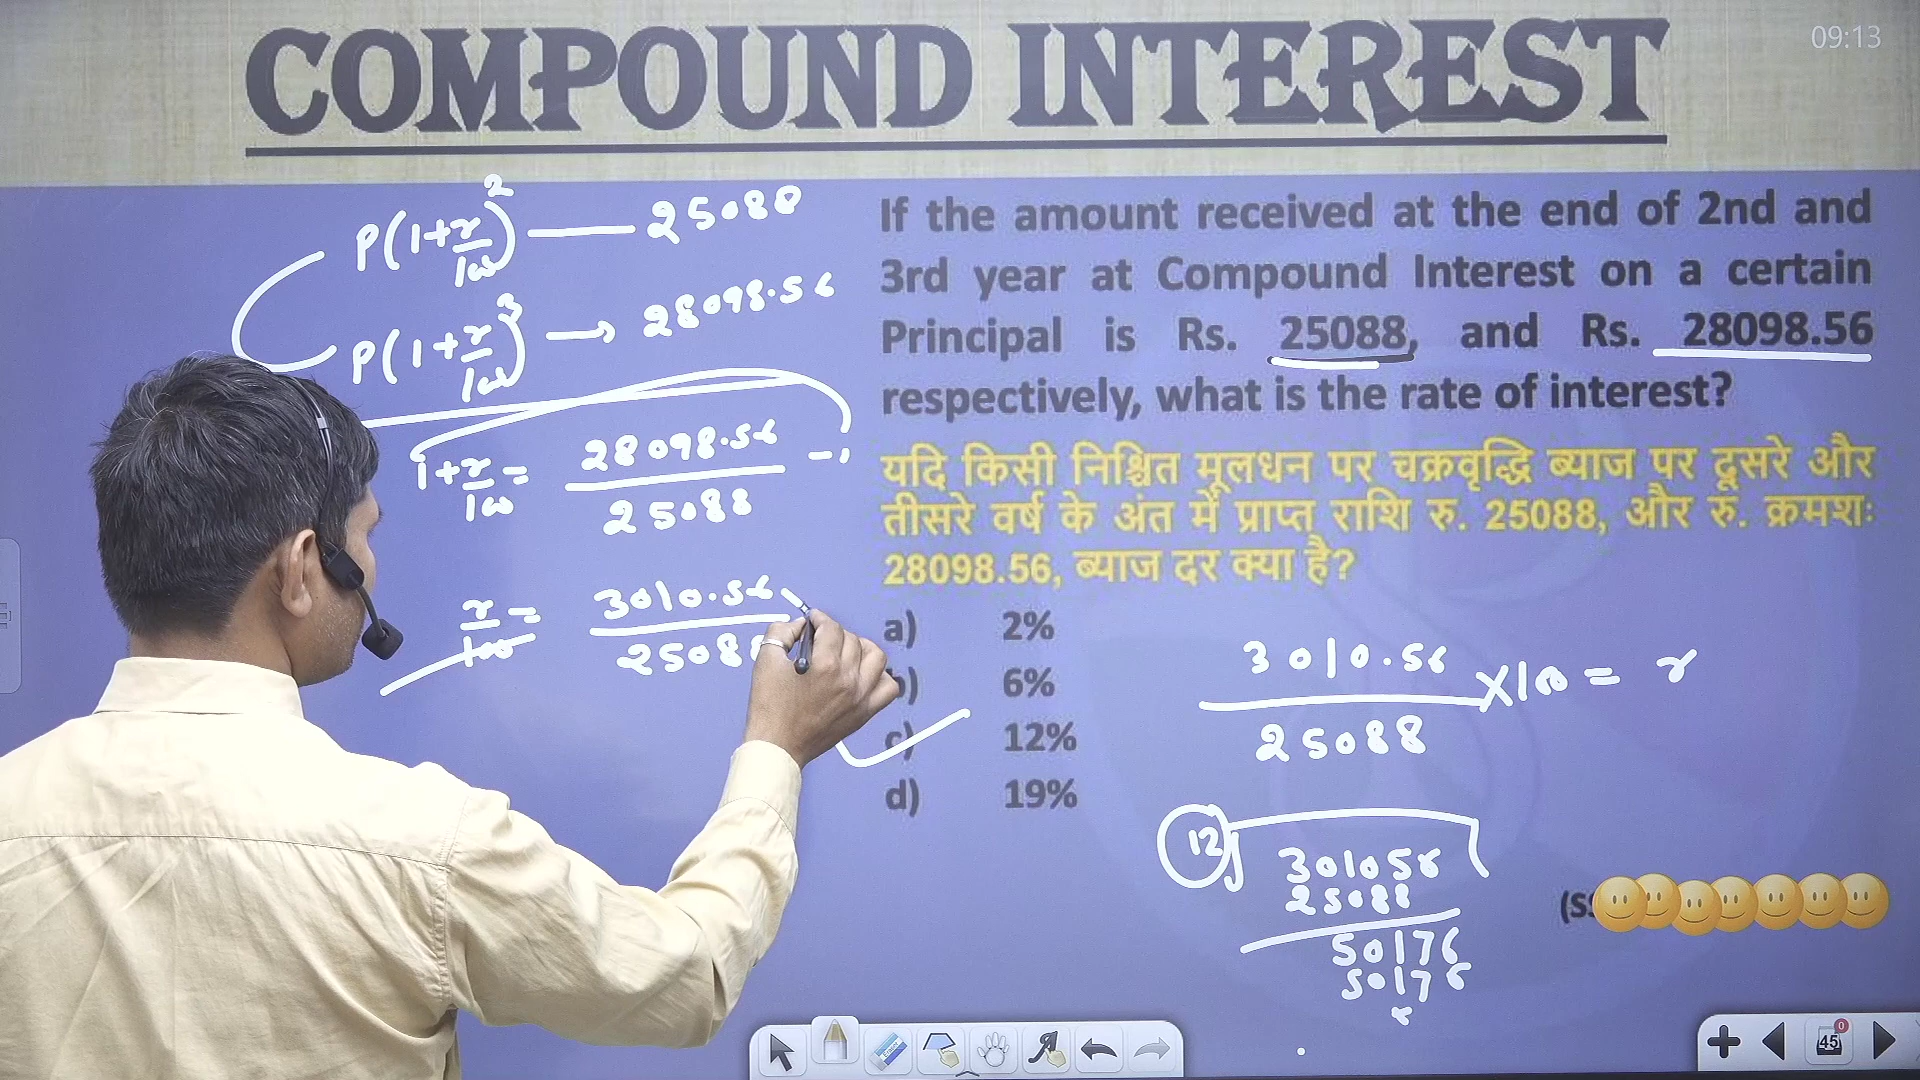 COMPOUND INTEREST
09:13
P(1+r/100)² — 25088
P(1+r/100)³ → 28098.56
1+r/100 = 28098.56/25088 -1
r/100 = 3010.56/25088
If the amount received at the end of 2nd and
3rd year at Compound Interest on a certain
Principal is Rs. 25088, and Rs. 28098.56
respectively, what is the rate of interest?
यदि किसी निश्चित मूलधन पर चक्रवृद्धि ब्याज पर दूसरे और
तीसरे वर्ष के अंत में प्राप्त राशि रु. 25088, और रु. क्रमशः
28098.56, ब्याज दर क्या है?
a) 2%
b) 6%
c) 12%
d) 19%
3010.56/25088 ×100 = r
12
301056
25088
50176
50176
x
(SS
45
0